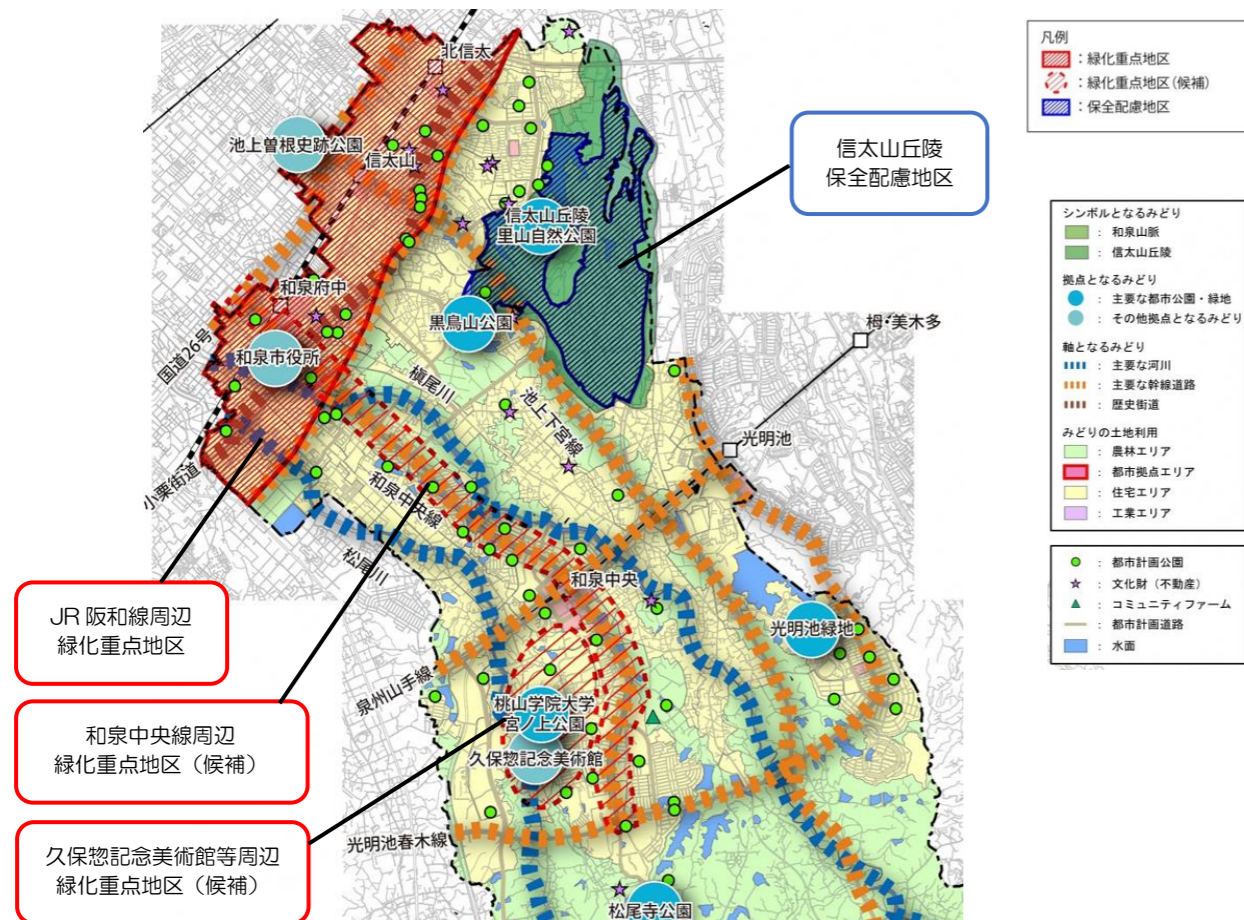 北信太
池上曽根史跡公園
信太山
信太山丘陵
里山自然公園
和泉府中
黒鳥山公園
国道26号
和泉市役所
槇尾川
池上下宮線
栂・美木多
光明池
小栗街道
和泉中央線
松尾川
和泉中央
光明池緑地
泉州山手線
桃山学院大学
宮ノ上公園
久保惣記念美術館
光明池春木線
松尾寺公園
信太山丘陵
保全配慮地区
JR阪和線周辺
緑化重点地区
和泉中央線周辺
緑化重点地区（候補）
久保惣記念美術館等周辺
緑化重点地区（候補）
凡例
：緑化重点地区
：緑化重点地区(候補)
：保全配慮地区
シンボルとなるみどり
： 和泉山脈
： 信太山丘陵
拠点となるみどり
： 主要な都市公園・緑地
： その他拠点となるみどり
軸となるみどり
： 主要な河川
： 主要な幹線道路
： 歴史街道
みどりの土地利用
： 農林エリア
： 都市拠点エリア
： 住宅エリア
： 工業エリア
： 都市計画公園
： 文化財（不動産）
： コミュニティファーム
： 都市計画道路
： 水面